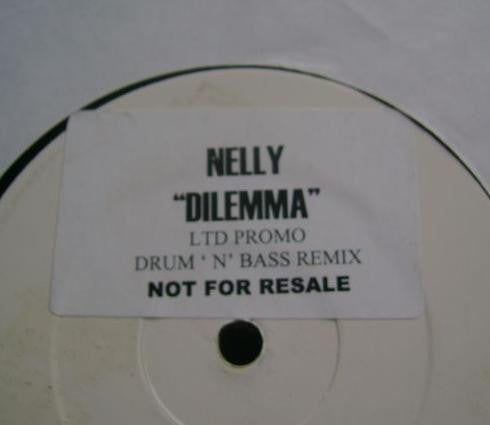 NELLY
“DILEMMA”
LTD PROMO
DRUM ‘ N’ BASS REMIX
NOT FOR RESALE